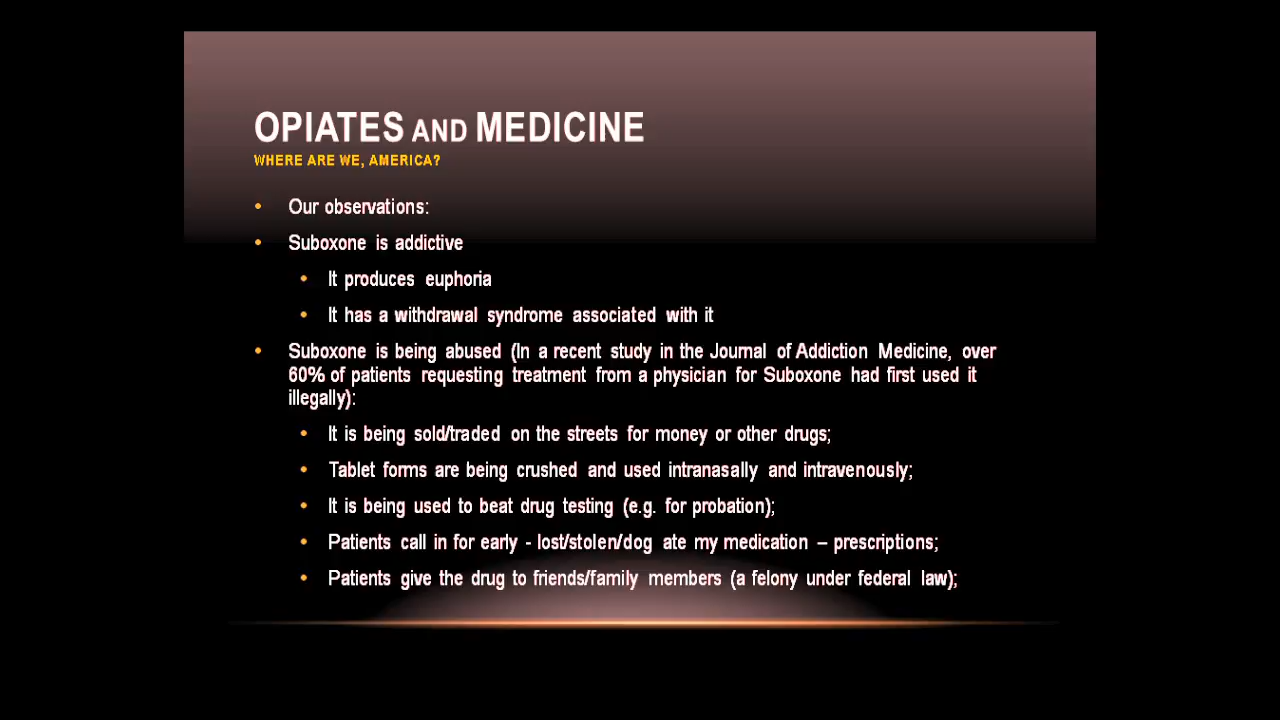 OPIATES AND MEDICINE
WHERE ARE WE, AMERICA?
• Our observations:
• Suboxone is addictive
• It produces euphoria
• It has a withdrawal syndrome associated with it
• Suboxone is being abused (In a recent study in the Journal of Addiction Medicine, over
60% of patients requesting treatment from a physician for Suboxone had first used it
illegally):
• It is being sold/traded on the streets for money or other drugs;
• Tablet forms are being crushed and used intranasally and intravenously;
• It is being used to beat drug testing (e.g. for probation);
• Patients call in for early - lost/stolen/dog ate my medication – prescriptions;
• Patients give the drug to friends/family members (a felony under federal law);